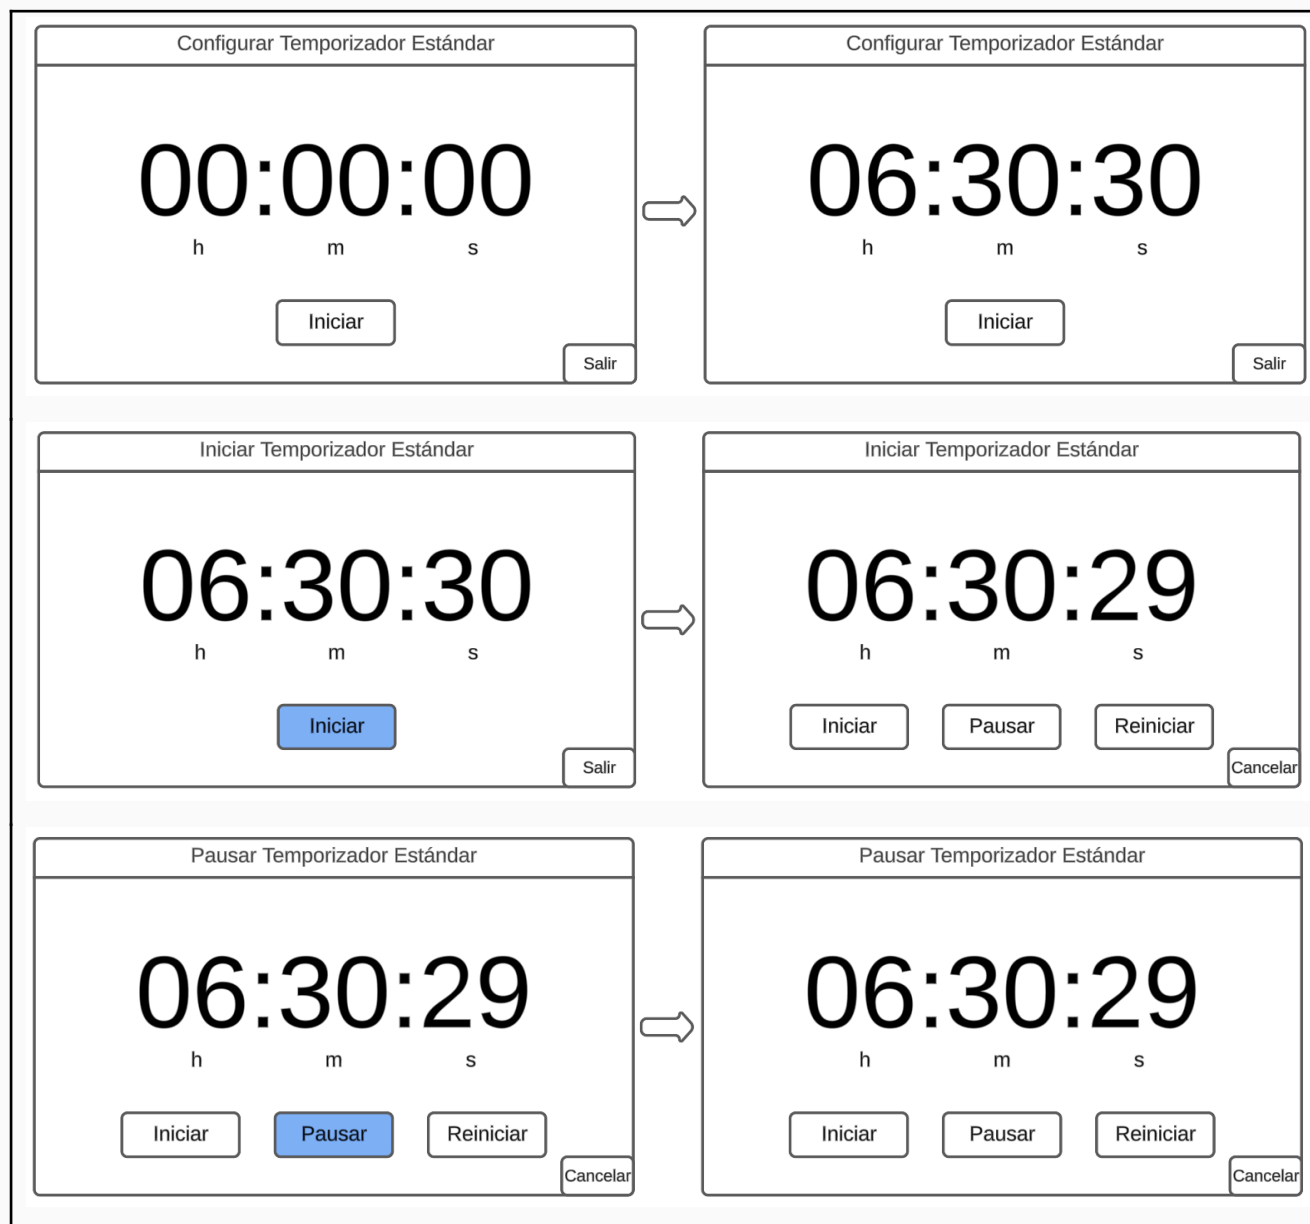 Configurar Temporizador Estándar
00:00:00
h m s
Iniciar
Salir
Configurar Temporizador Estándar
06:30:30
h m s
Iniciar
Salir
Iniciar Temporizador Estándar
06:30:30
h m s
Iniciar
Salir
Iniciar Temporizador Estándar
06:30:29
h m s
Iniciar Pausar Reiniciar
Cancelar
Pausar Temporizador Estándar
06:30:29
h m s
Iniciar Pausar Reiniciar
Cancelar
Pausar Temporizador Estándar
06:30:29
h m s
Iniciar Pausar Reiniciar
Cancelar